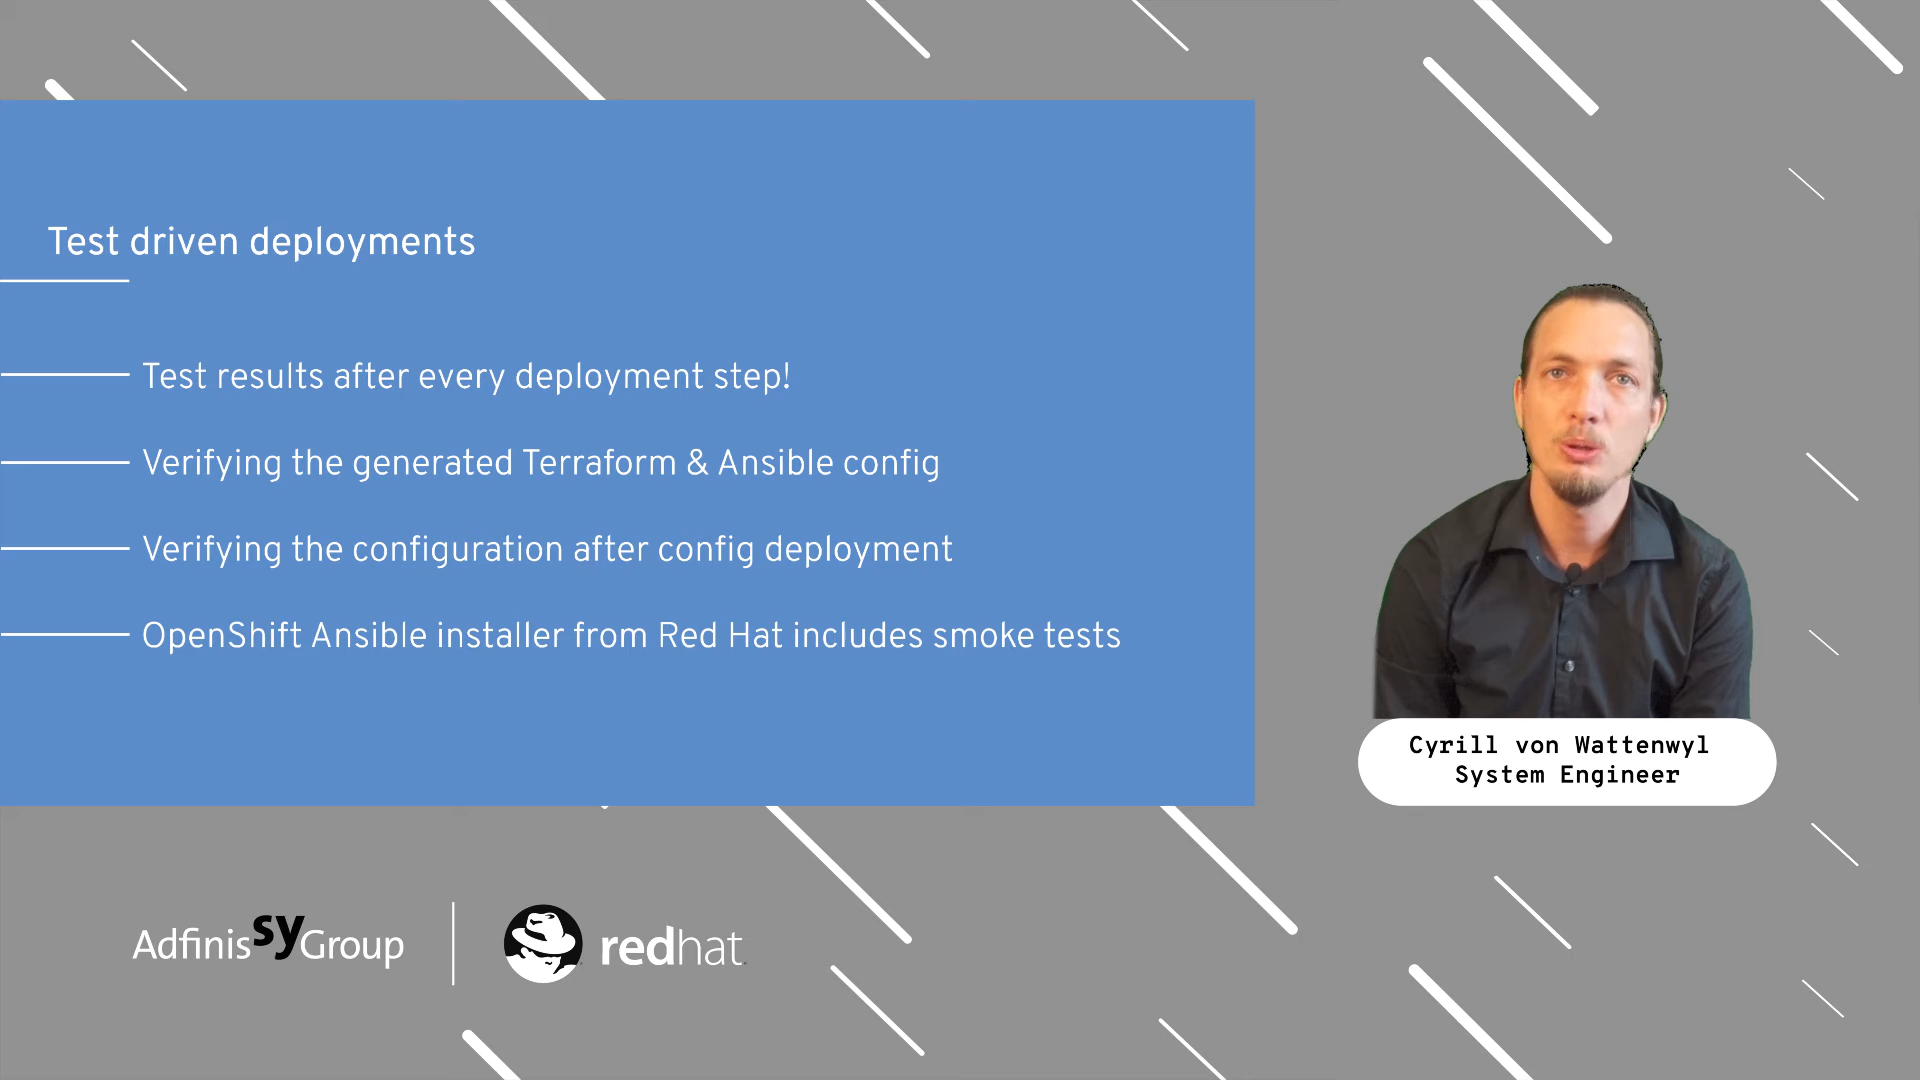 Test driven deployments
Test results after every deployment step!
Verifying the generated Terraform & Ansible config
Verifying the configuration after config deployment
OpenShift Ansible installer from Red Hat includes smoke tests
Cyrill von Wattenwyl
System Engineer
AdfinissyGroup
redhat.